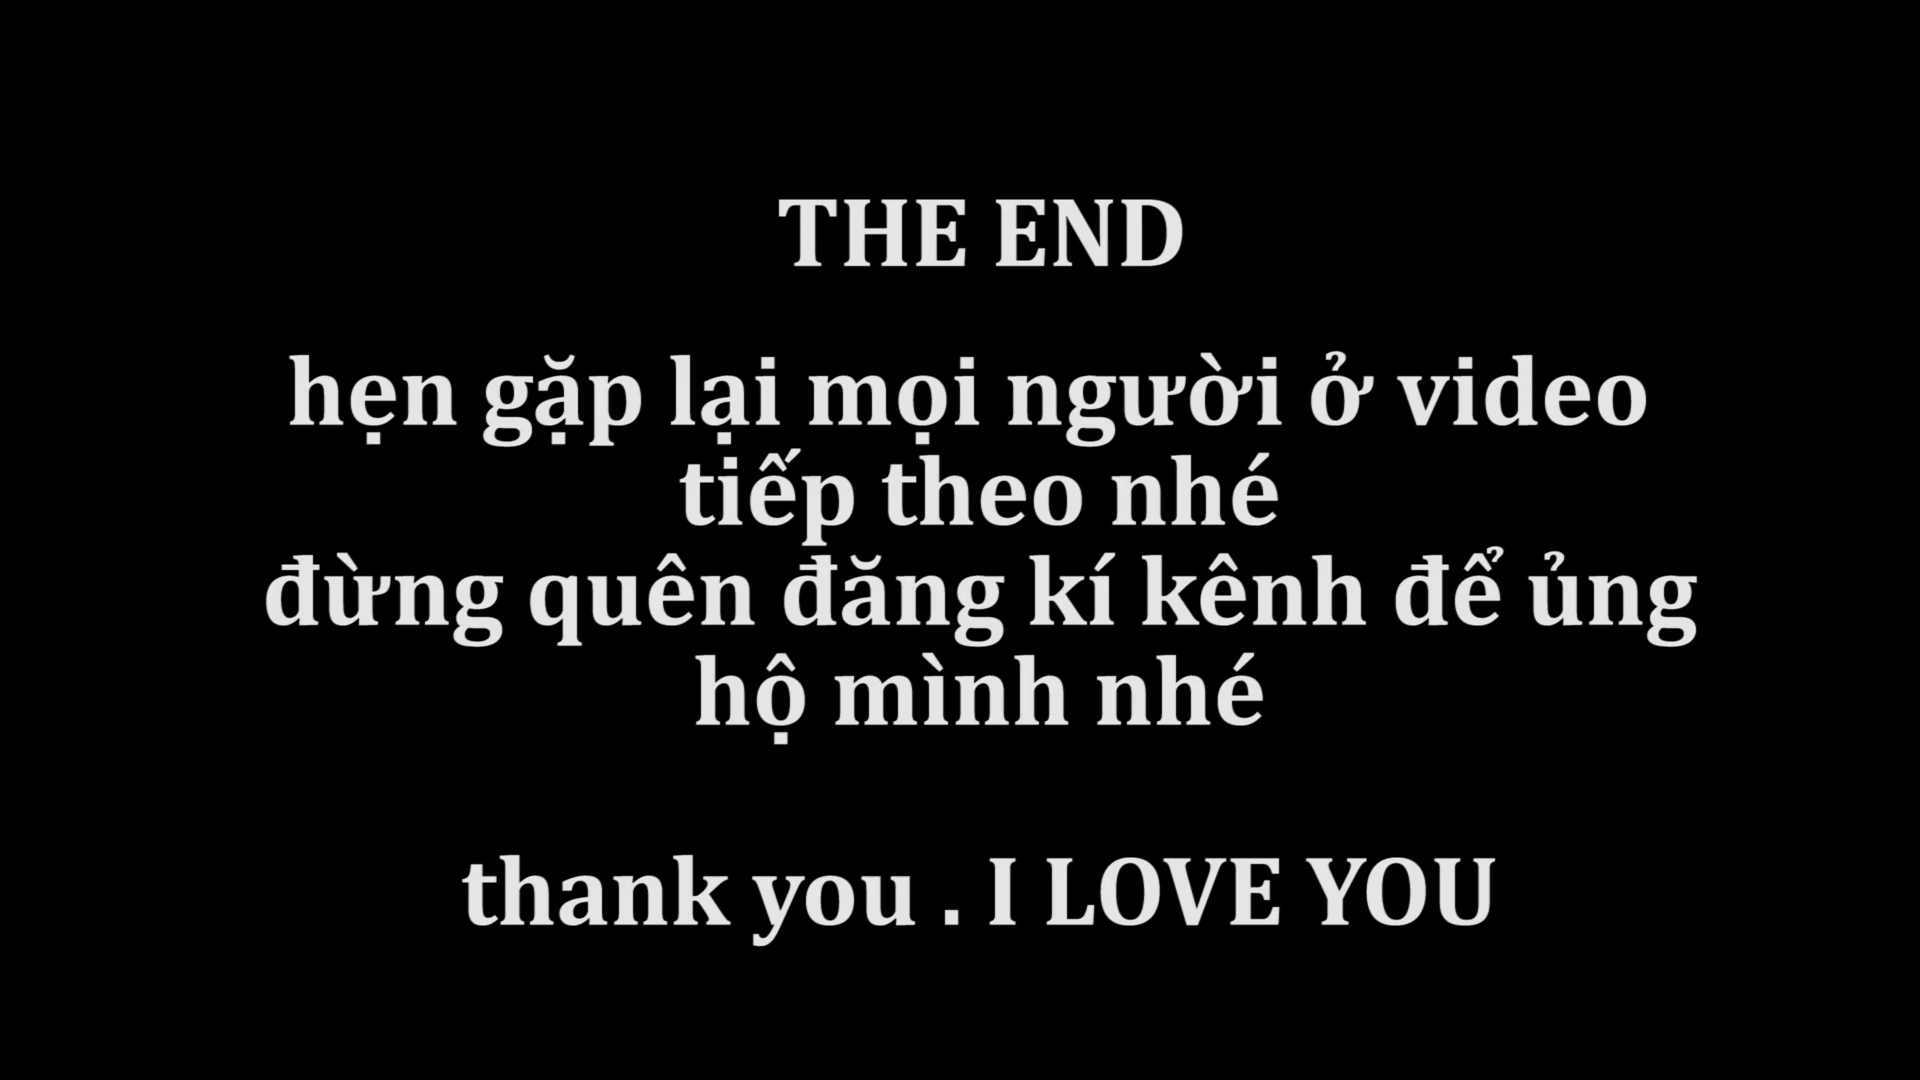 THE END
hẹn gặp lại mọi người ở video
tiếp theo nhé
đừng quên đăng kí kênh để ủng
hộ mình nhé
thank you . I LOVE YOU